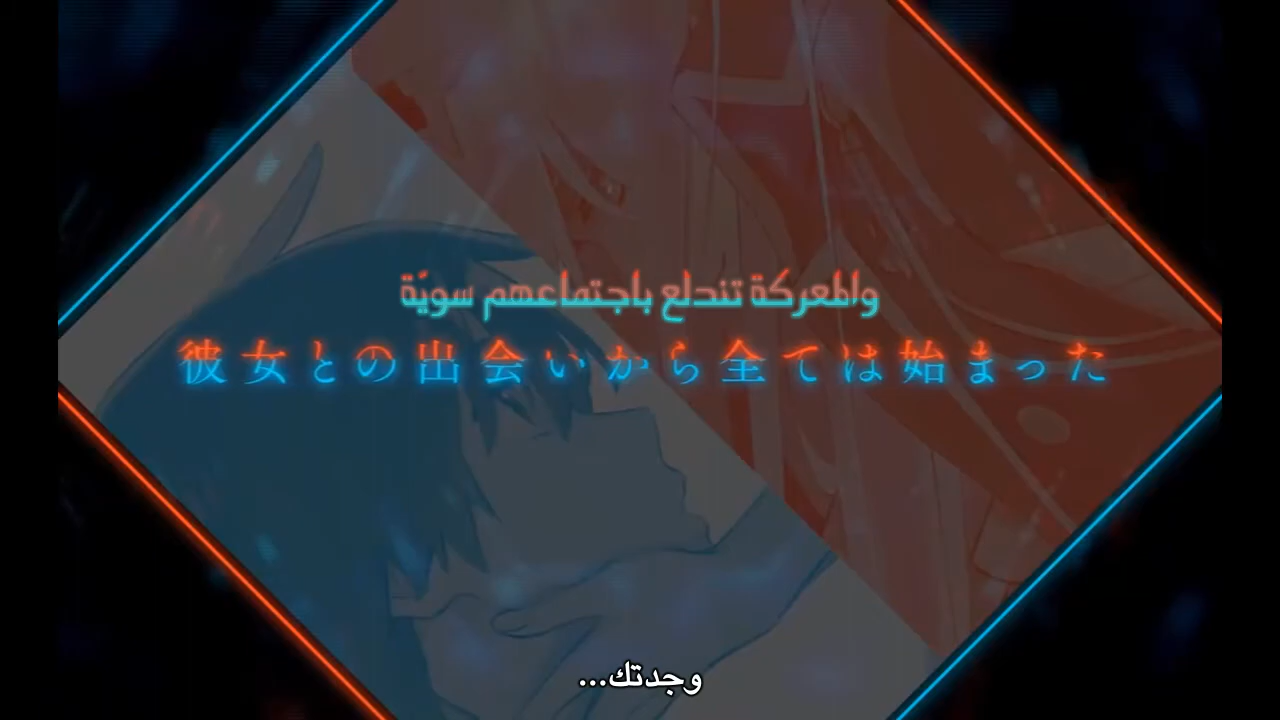 والمعركة تندلع باجتماعهم سويّة
彼女との出会いから全ては始まった
وجدتك...